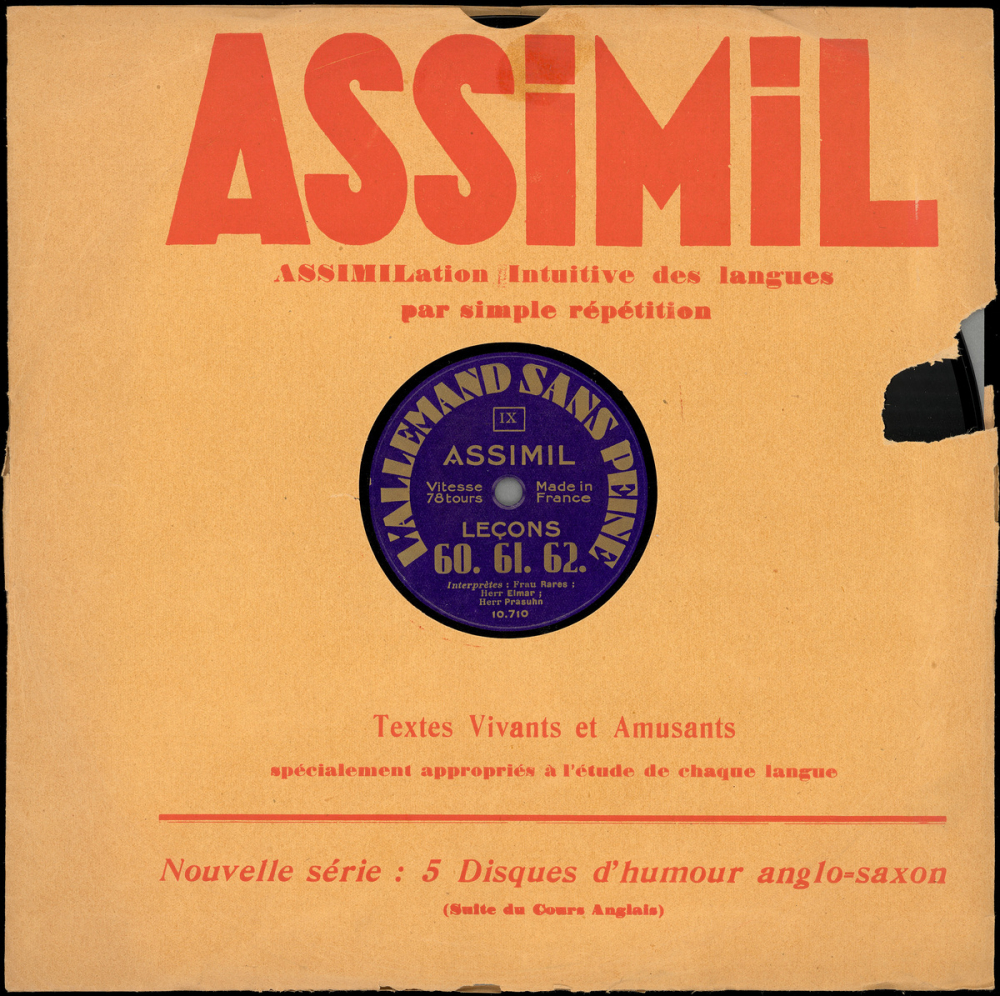 ASSiMiL
ASSIMILation Intuitive des langues
par simple répétition
L'ALLEMAND SANS PEINE
IX
ASSIMIL
Vitesse
78 tours
Made in
France
LEÇONS
60. 61. 62.
Interprètes : Frau Rares ;
Herr Elmar ;
Herr Prasuhn
10.710
Textes Vivants et Amusants
spécialement appropriés à l'étude de chaque langue
Nouvelle série : 5 Disques d'humour anglo-saxon
(Suite du Cours Anglais)